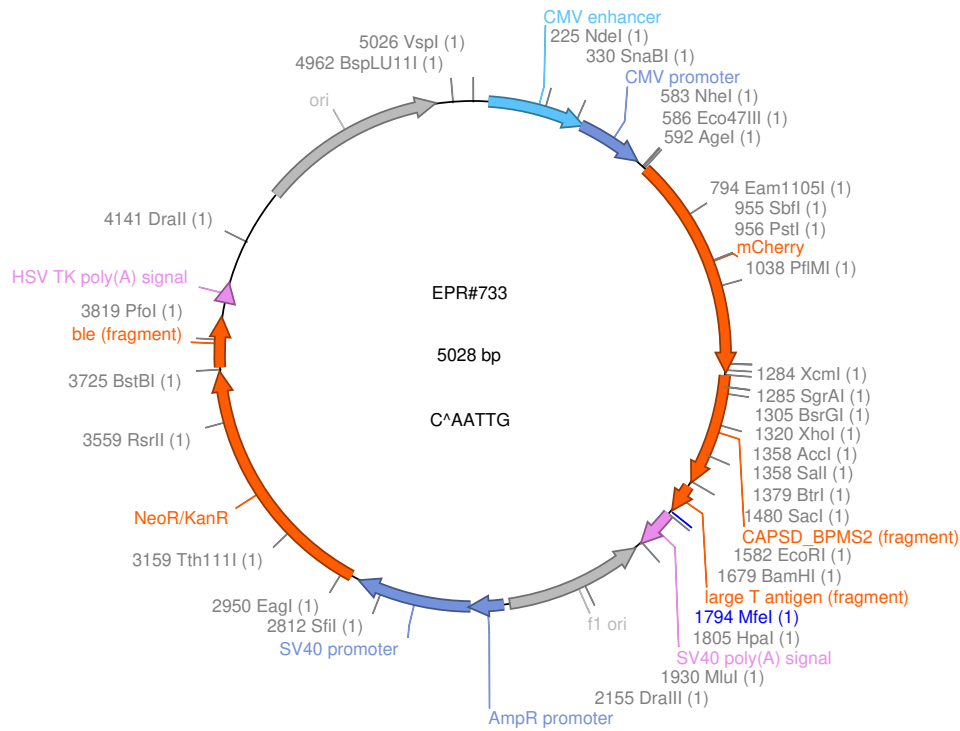 CMV enhancer
225 NdeI (1)
330 SnaBI (1)
CMV promoter
583 NheI (1)
586 Eco47III (1)
592 AgeI (1)
794 Eam1105I (1)
955 SbfI (1)
956 PstI (1)
mCherry
1038 PflMI (1)
1284 XcmI (1)
1285 SgrAI (1)
1305 BsrGI (1)
1320 XhoI (1)
1358 AccI (1)
1358 SalI (1)
1379 BtrI (1)
1480 SacI (1)
CAPSD_BPMS2 (fragment)
1582 EcoRI (1)
1679 BamHI (1)
large T antigen (fragment)
1794 MfeI (1)
1805 HpaI (1)
SV40 poly(A) signal
1930 MluI (1)
2155 DraIII (1)
f1 ori
AmpR promoter
SV40 promoter
2812 SfiI (1)
2950 EagI (1)
3159 Tth111I (1)
NeoR/KanR
3559 RsrII (1)
3725 BstBI (1)
ble (fragment)
3819 PfoI (1)
HSV TK poly(A) signal
4141 DraII (1)
ori
4962 BspLU11I (1)
5026 VspI (1)
EPR#733
5028 bp
C^AATTG